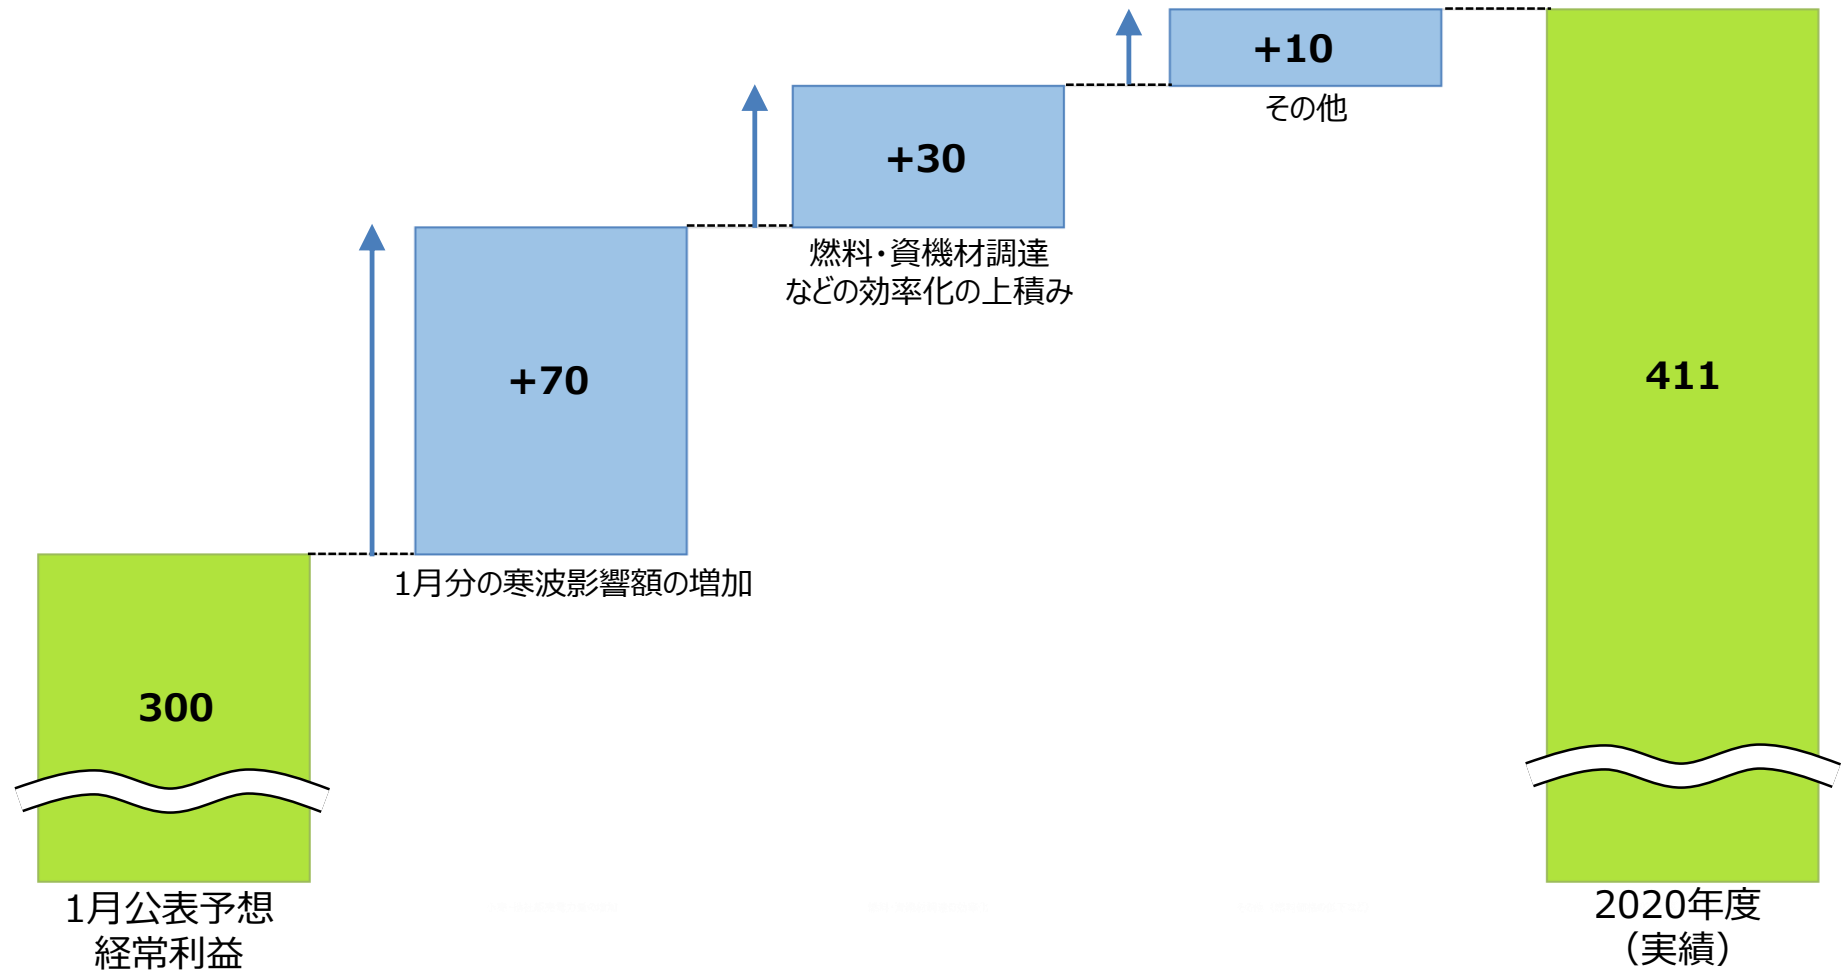 +10
その他
+30
燃料・資機材調達
などの効率化の上積み
+70
1月分の寒波影響額の増加
411
300
1月公表予想
経常利益
2020年度
（実績）